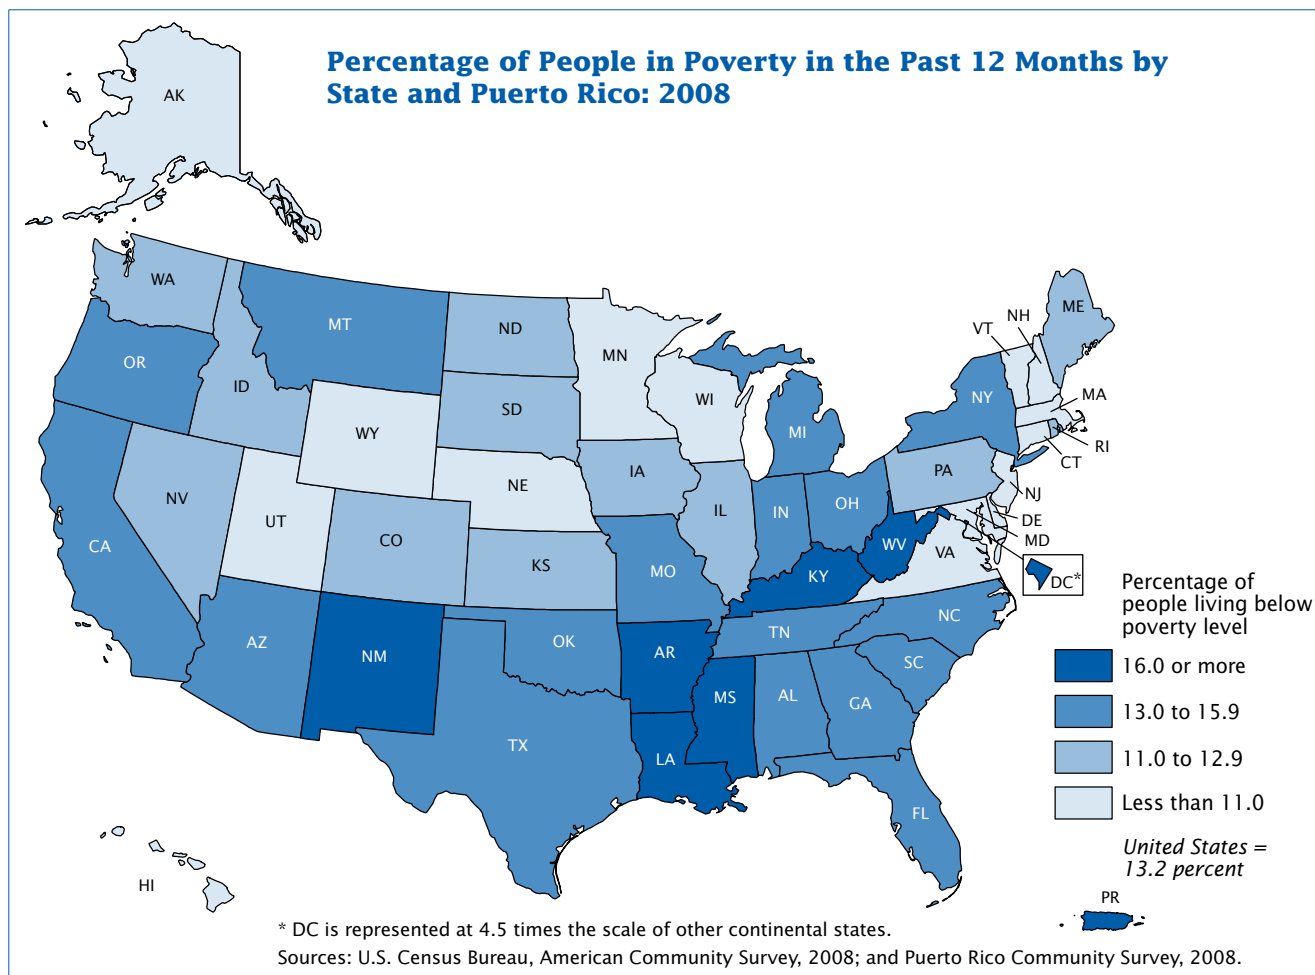 Percentage of People in Poverty in the Past 12 Months by
State and Puerto Rico: 2008
AK
WA
MT
ND
MN
ME
NH
VT
OR
ID
SD
WI
NY
MA
MI
RI
WY
CT
IA
PA
NE
NV
NJ
IL
IN
OH
UT
DE
CO
MD
CA
WV
VA
KS
MO
KY
DC*
NC
TN
AZ
OK
NM
AR
SC
MS
AL
GA
TX
LA
FL
HI
PR
Percentage of
people living below
poverty level
16.0 or more
13.0 to 15.9
11.0 to 12.9
Less than 11.0
United States =
13.2 percent
* DC is represented at 4.5 times the scale of other continental states.
Sources: U.S. Census Bureau, American Community Survey, 2008; and Puerto Rico Community Survey, 2008.